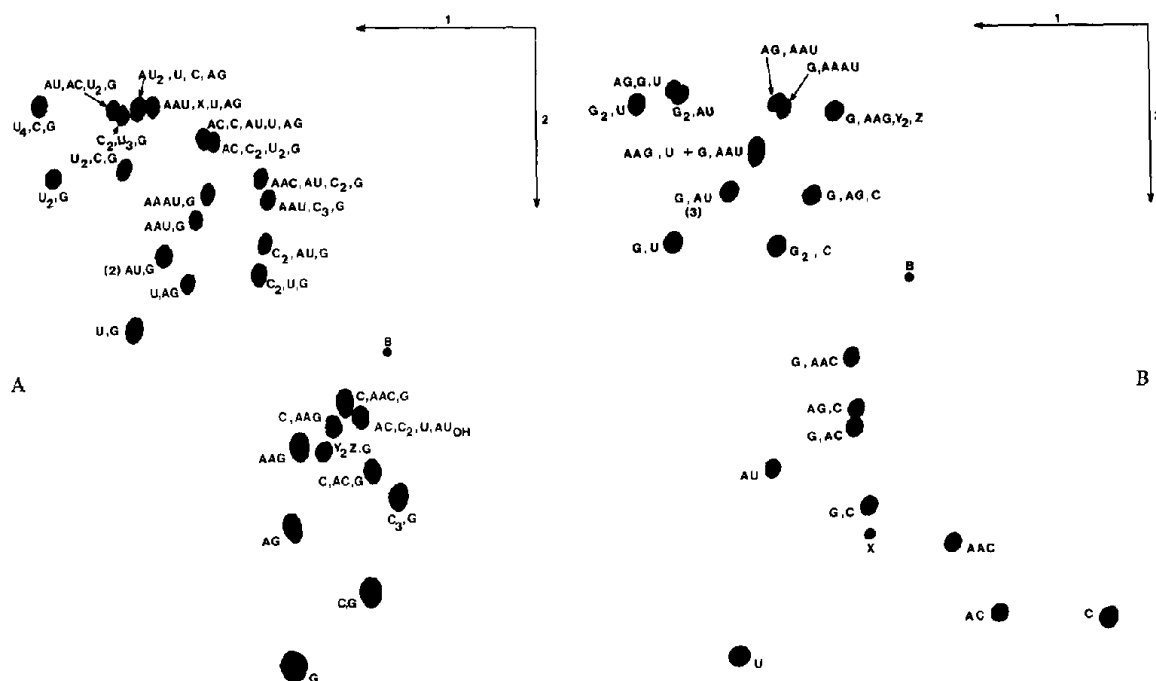 1
2
AU,AC,U2,G
AU2,U,C,AG
AAU,X,U,AG
U4,C,G
C2,U3,G
AC,C,AU,U,AG
AC,C2,U2,G
U2,C,G
U2,G
AAC,AU,C2,G
AAAU,G
AAU,C3,G
AAU,G
C2,AU,G
(2) AU,G
U,AG
C2,U,G
U,G
B
A
C,AAC,G
C,AAG
AC,C2,U,AUOH
AAG
Y2Z,G
C,AC,G
C3,G
AG
C,G
G
1
AG,AAU
G,AAAU
AG,G,U
G2,U
G2,AU
G,AAG,Y2,Z
AAG,U + G,AAU
G,AU
(3)
G,AG,C
G,U
G2,C
B
G,AAC
B
AG,C
G,AC
AU
G,C
X
AAC
AC
C
U